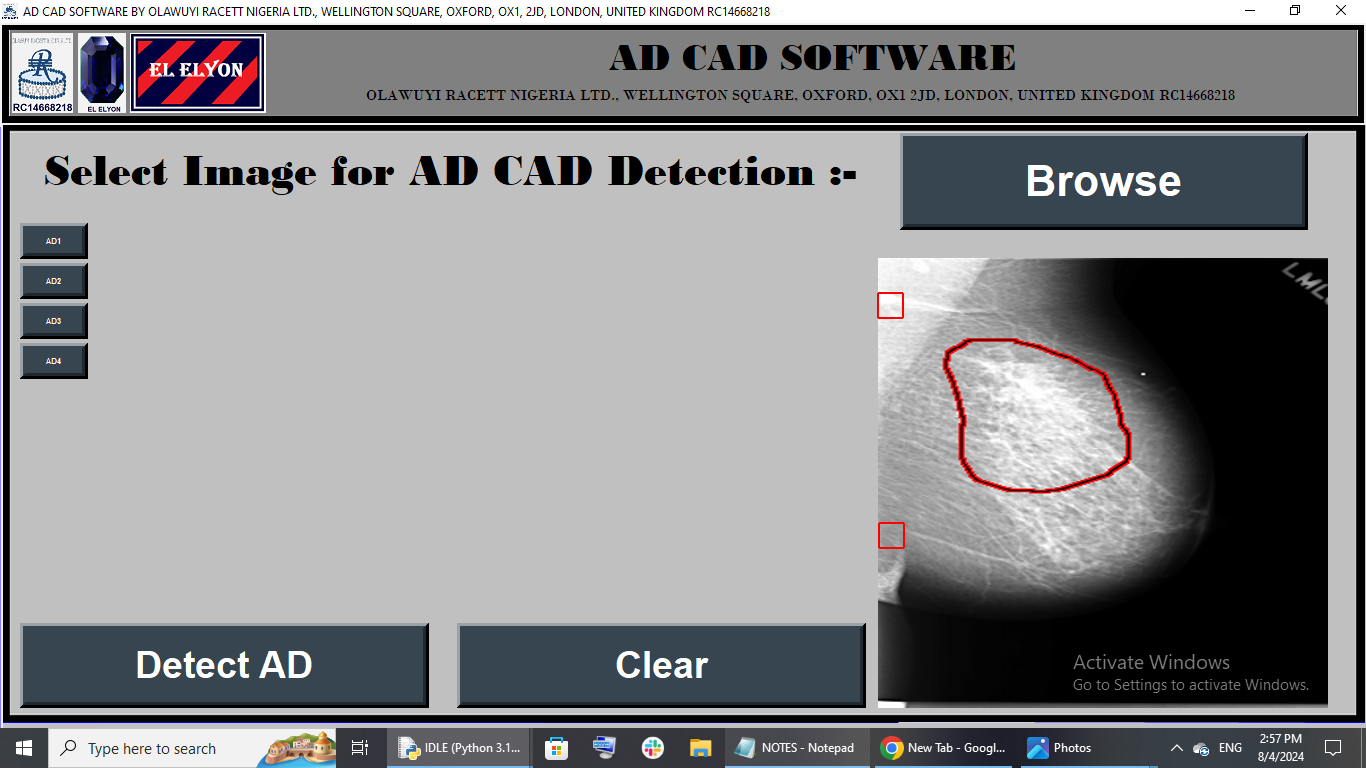 AD CAD SOFTWARE BY OLAWUYI RACETT NIGERIA LTD., WELLINGTON SQUARE, OXFORD, OX1, 2JD, LONDON, UNITED KINGDOM RC14668218
RC14668218
EL ELYON
EL ELYON
AD CAD SOFTWARE
OLAWUYI RACETT NIGERIA LTD., WELLINGTON SQUARE. OXFORD, OX1 2JD, LONDON, UNITED KINGDOM RC14668218
Select Image for AD CAD Detection :-
Browse
AD1
AD2
AD3
AD4
Detect AD
Clear
Activate Windows
Go to Settings to activate Windows.
Type here to search
IDLE (Python 3.1...
NOTES - Notepad
New Tab - Googl...
Photos
ENG
2:57 PM
8/4/2024